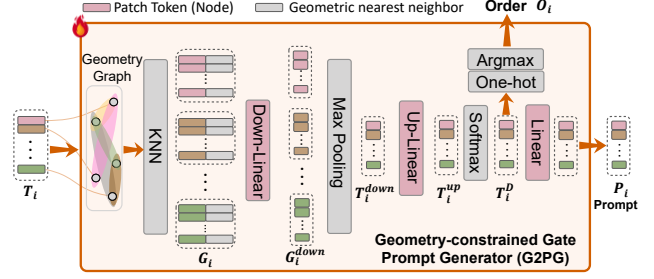 Patch Token (Node)
Geometric nearest neighbor
Order O_i
Geometry
Graph
KNN
Down-Linear
Max Pooling
Up-Linear
Softmax
Linear
Argmax
One-hot
T_i
G_i
G_i^down
T_i^down
T_i^up
T_i^D
P_i
Prompt
Geometry-constrained Gate
Prompt Generator (G2PG)